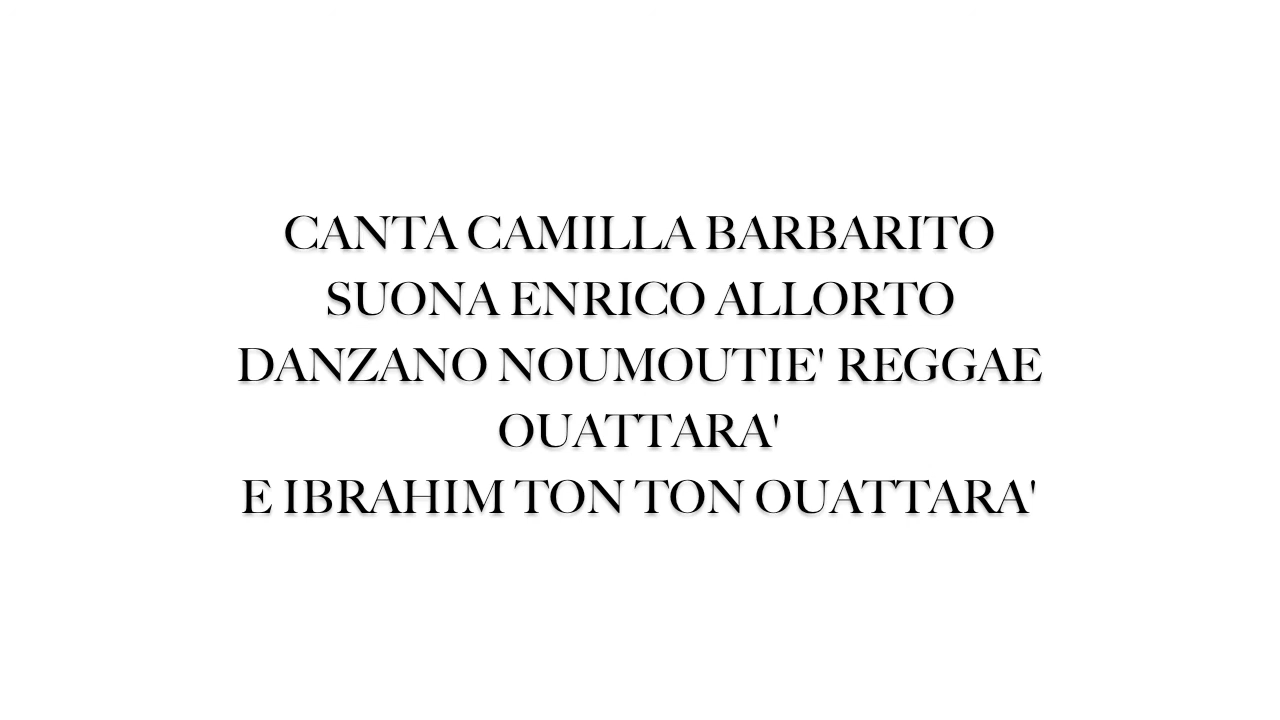 CANTA CAMILLA BARBARITO
SUONA ENRICO ALLORTO
DANZANO NOUMOUTIE' REGGAE
OUATTARA'
E IBRAHIM TON TON OUATTARA'